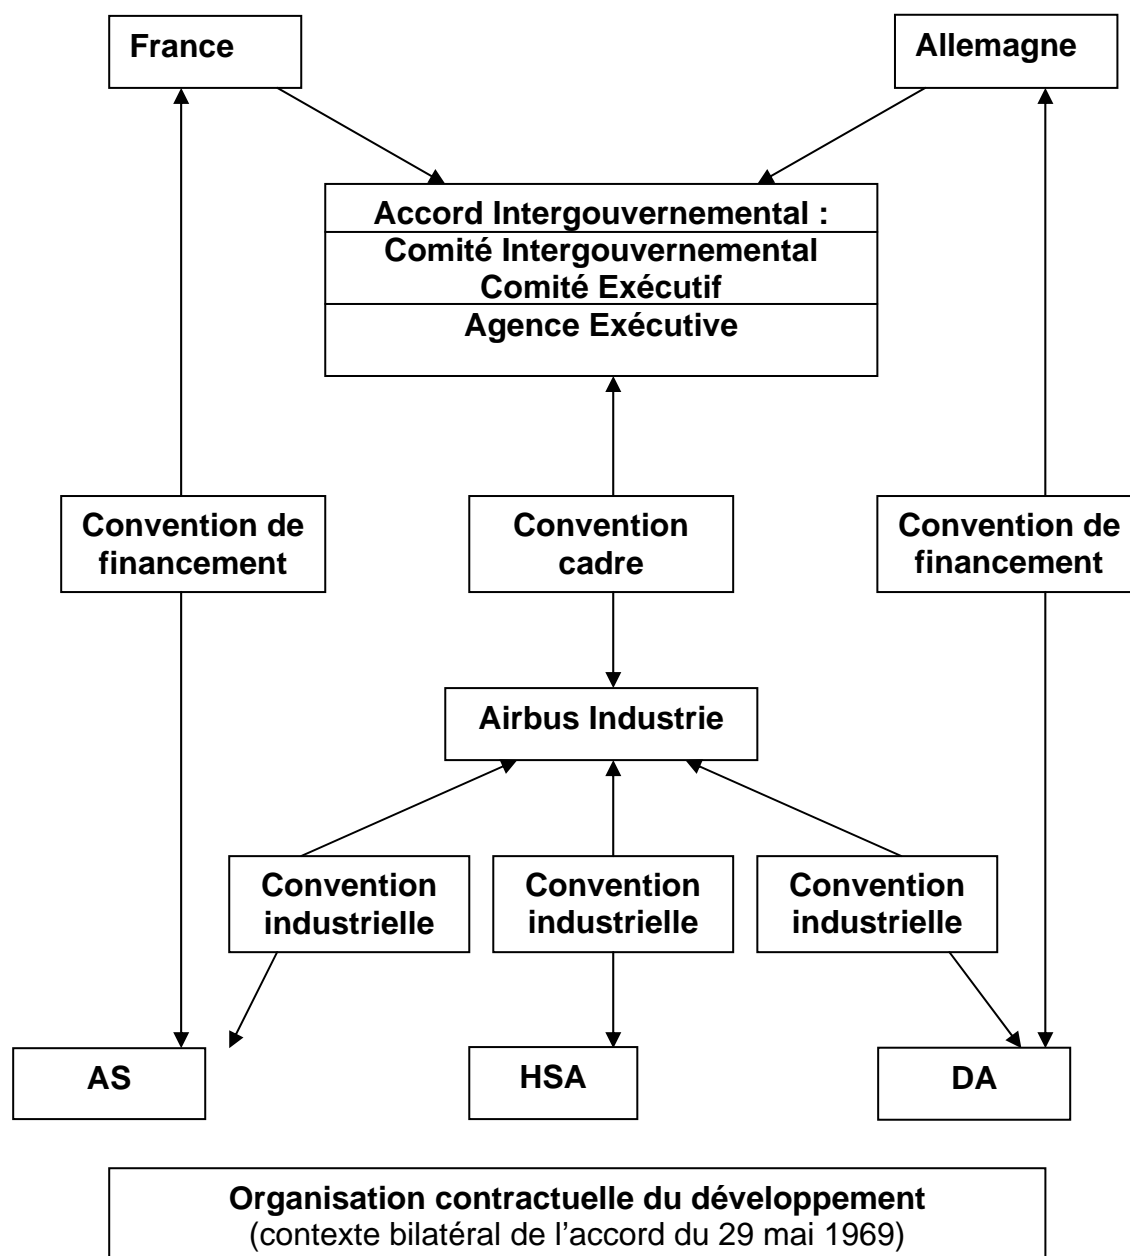 France
Allemagne
Accord Intergouvernemental :
Comité Intergouvernemental
Comité Exécutif
Agence Exécutive
Convention de
financement
Convention
cadre
Convention de
financement
Airbus Industrie
Convention
industrielle
Convention
industrielle
Convention
industrielle
AS
HSA
DA
Organisation contractuelle du développement
(contexte bilatéral de l’accord du 29 mai 1969)